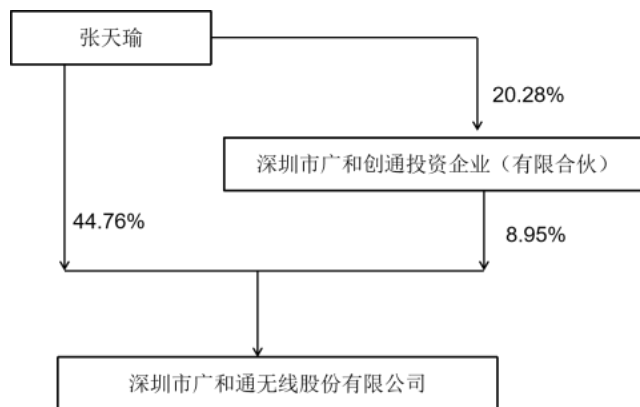 张天瑜
20.28%
深圳市广和创通投资企业（有限合伙）
44.76%
8.95%
深圳市广和通无线股份有限公司